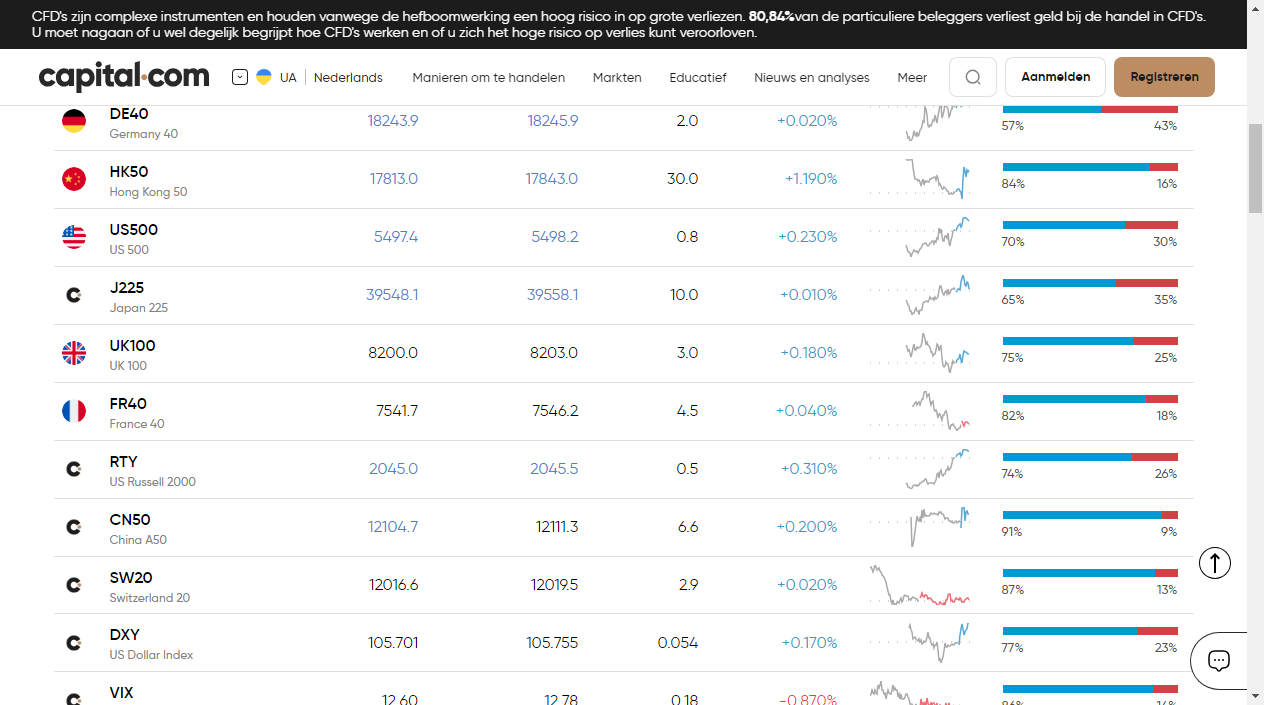 CFD's zijn complexe instrumenten en houden vanwege de hefboomwerking een hoog risico in op grote verliezen. 80,84%van de particuliere beleggers verliest geld bij de handel in CFD's.
U moet nagaan of u wel degelijk begrijpt hoe CFD's werken en of u zich het hoge risico op verlies kunt veroorloven.
capital.com UA Nederlands Manieren om te handelen Markten Educatief Nieuws en analyses Meer Aanmelden Registreren
DE40 18243.9 18245.9 2.0 +0.020%
Germany 40 57% 43%
HK50 17813.0 17843.0 30.0 +1.190%
Hong Kong 50 84% 16%
US500 5497.4 5498.2 0.8 +0.230%
US 500 70% 30%
J225 39548.1 39558.1 10.0 +0.010%
Japan 225 65% 35%
UK100 8200.0 8203.0 3.0 +0.180%
UK 100 75% 25%
FR40 7541.7 7546.2 4.5 +0.040%
France 40 82% 18%
RTY 2045.0 2045.5 0.5 +0.310%
US Russell 2000 74% 26%
CN50 12104.7 12111.3 6.6 +0.200%
China A50 91% 9%
SW20 12016.6 12019.5 2.9 +0.020%
Switzerland 20 87% 13%
DXY 105.701 105.755 0.054 +0.170%
US Dollar Index 77% 23%
VIX 12.60 12.78 0.18 -0.870%